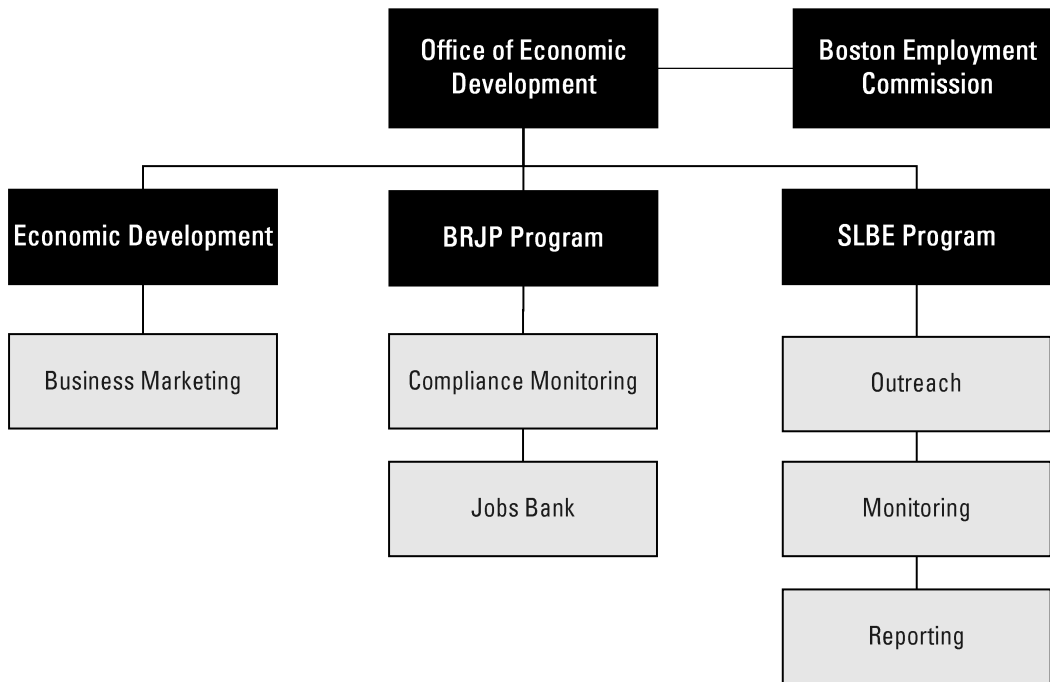 Office of Economic
Development
Boston Employment
Commission
Economic Development
BRJP Program
SLBE Program
Business Marketing
Compliance Monitoring
Outreach
Jobs Bank
Monitoring
Reporting